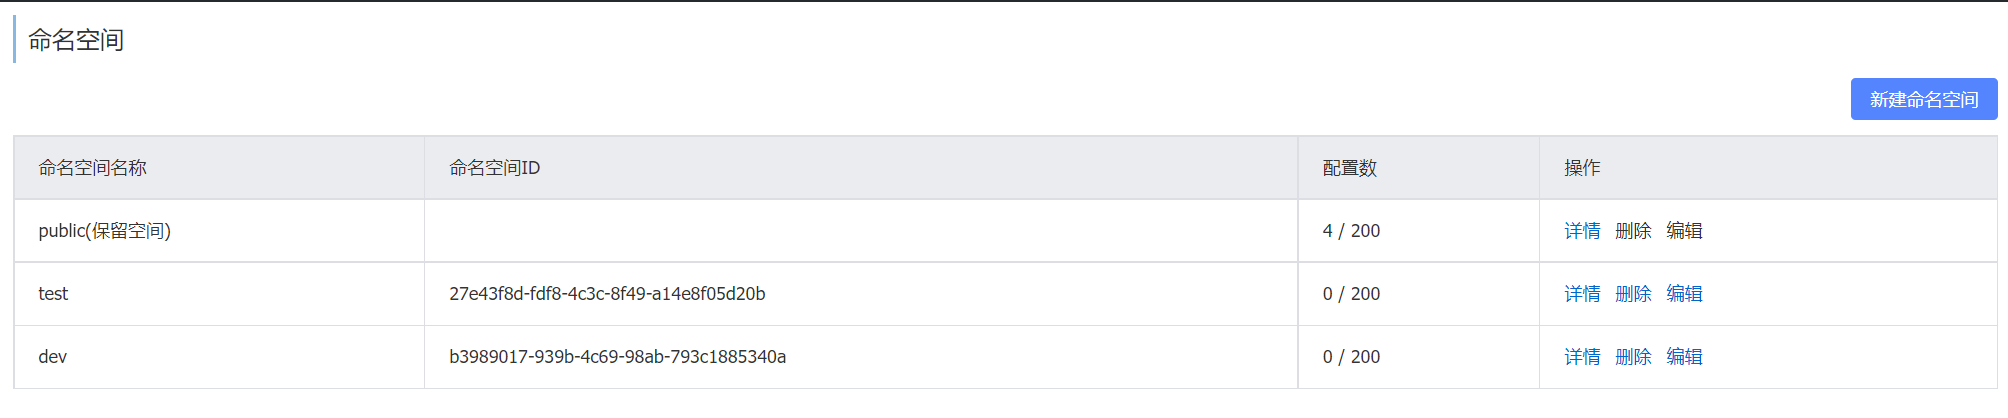 命名空间
新建命名空间
命名空间名称 命名空间ID 配置数 操作
public(保留空间) 4 / 200 详情 删除 编辑
test 27e43f8d-fdf8-4c3c-8f49-a14e8f05d20b 0 / 200 详情 删除 编辑
dev b3989017-939b-4c69-98ab-793c1885340a 0 / 200 详情 删除 编辑